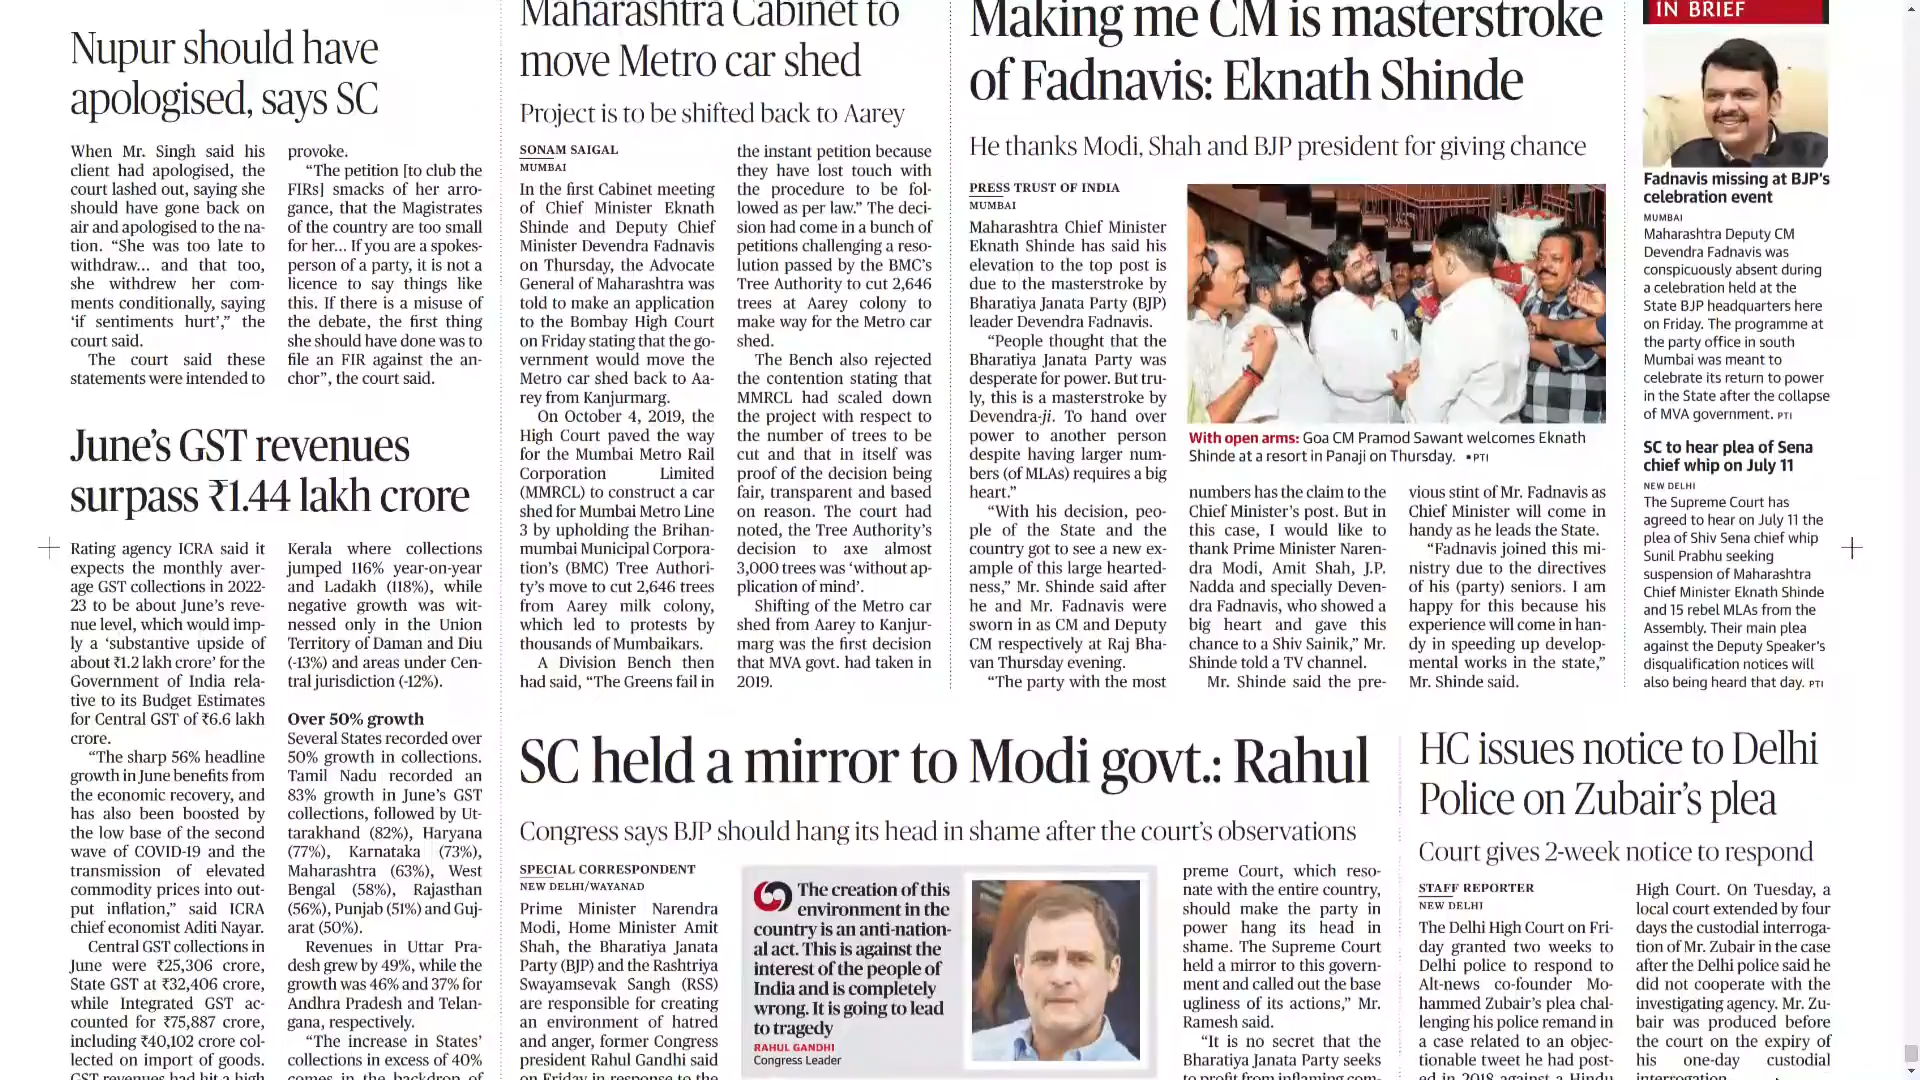 Nupur should have
apologised, says SC
When Mr. Singh said his
client had apologised, the
court lashed out, saying she
should have gone back on
air and apologised to the na-
tion. “She was too late to
withdraw... and that too,
she withdrew her com-
ments conditionally, saying
‘if sentiments hurt’,” the
court said.
The court said these
statements were intended to
provoke.
“The petition [to club the
FIRs] smacks of her arro-
gance, that the Magistrates
of the country are too small
for her... If you are a spokes-
person of a party, it is not a
licence to say things like
this. If there is a misuse of
the debate, the first thing
she should have done was to
file an FIR against the an-
chor”, the court said.
June’s GST revenues
surpass ₹1.44 lakh crore
Rating agency ICRA said it
expects the monthly aver-
age GST collections in 2022-
23 to be about June’s reve-
nue level, which would imp-
ly a ‘substantive upside of
about ₹1.2 lakh crore’ for the
Government of India rela-
tive to its Budget Estimates
for Central GST of ₹6.6 lakh
crore.
“The sharp 56% headline
growth in June benefits from
the economic recovery, and
has also been boosted by
the low base of the second
wave of COVID-19 and the
transmission of elevated
commodity prices into out-
put inflation,” said ICRA
chief economist Aditi Nayar.
Central GST collections in
June were ₹25,306 crore,
State GST at ₹32,406 crore,
while Integrated GST ac-
counted for ₹75,887 crore,
including ₹40,102 crore col-
lected on import of goods.
GST revenues had hit a high
Kerala where collections
jumped 116% year-on-year
and Ladakh (118%), while
negative growth was wit-
nessed only in the Union
Territory of Daman and Diu
(-13%) and areas under Cen-
tral jurisdiction (-12%).
Over 50% growth
Several States recorded over
50% growth in collections.
Tamil Nadu recorded an
83% growth in June’s GST
collections, followed by Ut-
tarakhand (82%), Haryana
(77%), Karnataka (73%),
Maharashtra (63%), West
Bengal (58%), Rajasthan
(56%), Punjab (51%) and Guj-
arat (50%).
Revenues in Uttar Pra-
desh grew by 49%, while the
growth was 46% and 37% for
Andhra Pradesh and Telan-
gana, respectively.
“The increase in States’
collections in excess of 40%
comes in the backdrop of
Maharashtra Cabinet to
move Metro car shed
Project is to be shifted back to Aarey
SONAM SAIGAL
MUMBAI
In the first Cabinet meeting
of Chief Minister Eknath
Shinde and Deputy Chief
Minister Devendra Fadnavis
on Thursday, the Advocate
General of Maharashtra was
told to make an application
to the Bombay High Court
on Friday stating that the go-
vernment would move the
Metro car shed back to Aa-
rey from Kanjurmarg.
On October 4, 2019, the
High Court paved the way
for the Mumbai Metro Rail
Corporation Limited
(MMRCL) to construct a car
shed for Mumbai Metro Line
3 by upholding the Brihan-
mumbai Municipal Corpora-
tion’s (BMC) Tree Authori-
ty’s move to cut 2,646 trees
from Aarey milk colony,
which led to protests by
thousands of Mumbaikars.
A Division Bench then
had said, “The Greens fail in
the instant petition because
they have lost touch with
the procedure to be fol-
lowed as per law.” The deci-
sion had come in a bunch of
petitions challenging a reso-
lution passed by the BMC’s
Tree Authority to cut 2,646
trees at Aarey colony to
make way for the Metro car
shed.
The Bench also rejected
the contention stating that
MMRCL had scaled down
the project with respect to
the number of trees to be
cut and that in itself was
proof of the decision being
fair, transparent and based
on reason. The court had
noted, the Tree Authority’s
decision to axe almost
3,000 trees was ‘without ap-
plication of mind’.
Shifting of the Metro car
shed from Aarey to Kanjur-
marg was the first decision
that MVA govt. had taken in
2019.
Making me CM is masterstroke
of Fadnavis: Eknath Shinde
He thanks Modi, Shah and BJP president for giving chance
PRESS TRUST OF INDIA
MUMBAI
Maharashtra Chief Minister
Eknath Shinde has said his
elevation to the top post is
due to the masterstroke by
Bharatiya Janata Party (BJP)
leader Devendra Fadnavis.
“People thought that the
Bharatiya Janata Party was
desperate for power. But tru-
ly, this is a masterstroke by
Devendra-ji. To hand over
power to another person
despite having larger num-
bers (of MLAs) requires a big
heart.”
“With his decision, peo-
ple of the State and the
country got to see a new ex-
ample of this large hearted-
ness,” Mr. Shinde said after
he and Mr. Fadnavis were
sworn in as CM and Deputy
CM respectively at Raj Bha-
van Thursday evening.
“The party with the most
With open arms: Goa CM Pramod Sawant welcomes Eknath
Shinde at a resort in Panaji on Thursday. •PTI
numbers has the claim to the
Chief Minister’s post. But in
this case, I would like to
thank Prime Minister Naren-
dra Modi, Amit Shah, J.P.
Nadda and specially Deven-
dra Fadnavis, who showed a
big heart and gave this
chance to a Shiv Sainik,” Mr.
Shinde told a TV channel.
Mr. Shinde said the pre-
vious stint of Mr. Fadnavis as
Chief Minister will come in
handy as he leads the State.
“Fadnavis joined this mi-
nistry due to the directives
of his (party) seniors. I am
happy for this because his
experience will come in han-
dy in speeding up develop-
mental works in the state,”
Mr. Shinde said.
IN BRIEF
Fadnavis missing at BJP’s
celebration event
MUMBAI
Maharashtra Deputy CM
Devendra Fadnavis was
conspicuously absent during
a celebration held at the
State BJP headquarters here
on Friday. The programme at
the party office in south
Mumbai was meant to
celebrate its return to power
in the State after the collapse
of MVA government. PTI
SC to hear plea of Sena
chief whip on July 11
NEW DELHI
The Supreme Court has
agreed to hear on July 11 the
plea of Shiv Sena chief whip
Sunil Prabhu seeking
suspension of Maharashtra
Chief Minister Eknath Shinde
and 15 rebel MLAs from the
Assembly. Their main plea
against the Deputy Speaker’s
disqualification notices will
also being heard that day. PTI
SC held a mirror to Modi govt.: Rahul
Congress says BJP should hang its head in shame after the court’s observations
SPECIAL CORRESPONDENT
NEW DELHI/WAYANAD
Prime Minister Narendra
Modi, Home Minister Amit
Shah, the Bharatiya Janata
Party (BJP) and the Rashtriya
Swayamsevak Sangh (RSS)
are responsible for creating
an environment of hatred
and anger, former Congress
president Rahul Gandhi said
on Friday in response to the
The creation of this
environment in the
country is an anti-nation-
al act. This is against the
interest of the people of
India and is completely
wrong. It is going to lead
to tragedy
RAHUL GANDHI
Congress Leader
preme Court, which reso-
nate with the entire country,
should make the party in
power hang its head in
shame. The Supreme Court
held a mirror to this govern-
ment and called out the base
ugliness of its actions,” Mr.
Ramesh said.
“It is no secret that the
Bharatiya Janata Party seeks
to profit from inflaming com-
HC issues notice to Delhi
Police on Zubair’s plea
Court gives 2-week notice to respond
STAFF REPORTER
NEW DELHI
The Delhi High Court on Fri-
day granted two weeks to
Delhi police to respond to
Alt-news co-founder Mo-
hammed Zubair’s plea chal-
lenging his police remand in
a case related to an objec-
tionable tweet he had post-
ed in 2018 against a Hindu
High Court. On Tuesday, a
local court extended by four
days the custodial interroga-
tion of Mr. Zubair in the case
after the Delhi police said he
did not cooperate with the
investigating agency. Mr. Zu-
bair was produced before
the court on the expiry of
his one-day custodial
interrogation.